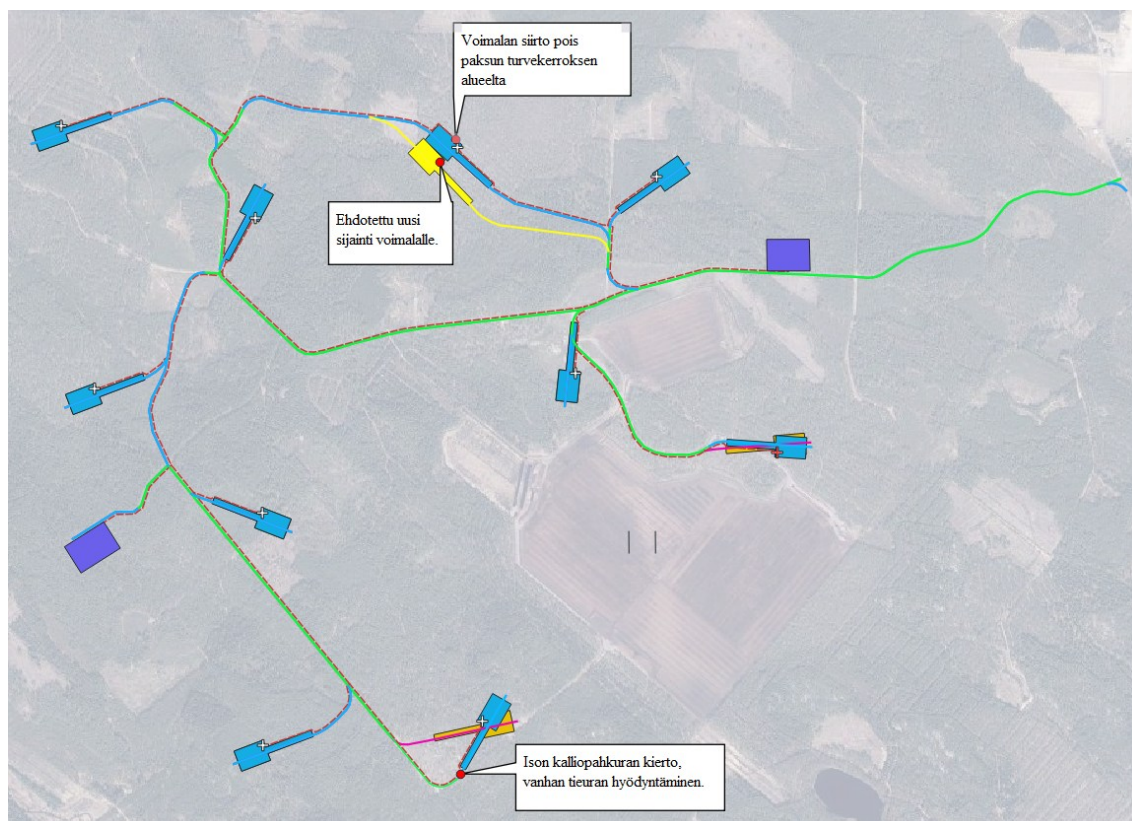 Voimalan siirto pois
paksun turvekerroksen
alueelta
Ehdotettu uusi
sijainti voimalalle.
Ison kalliopahkuran kierto,
vanhan tieuran hyödyntäminen.